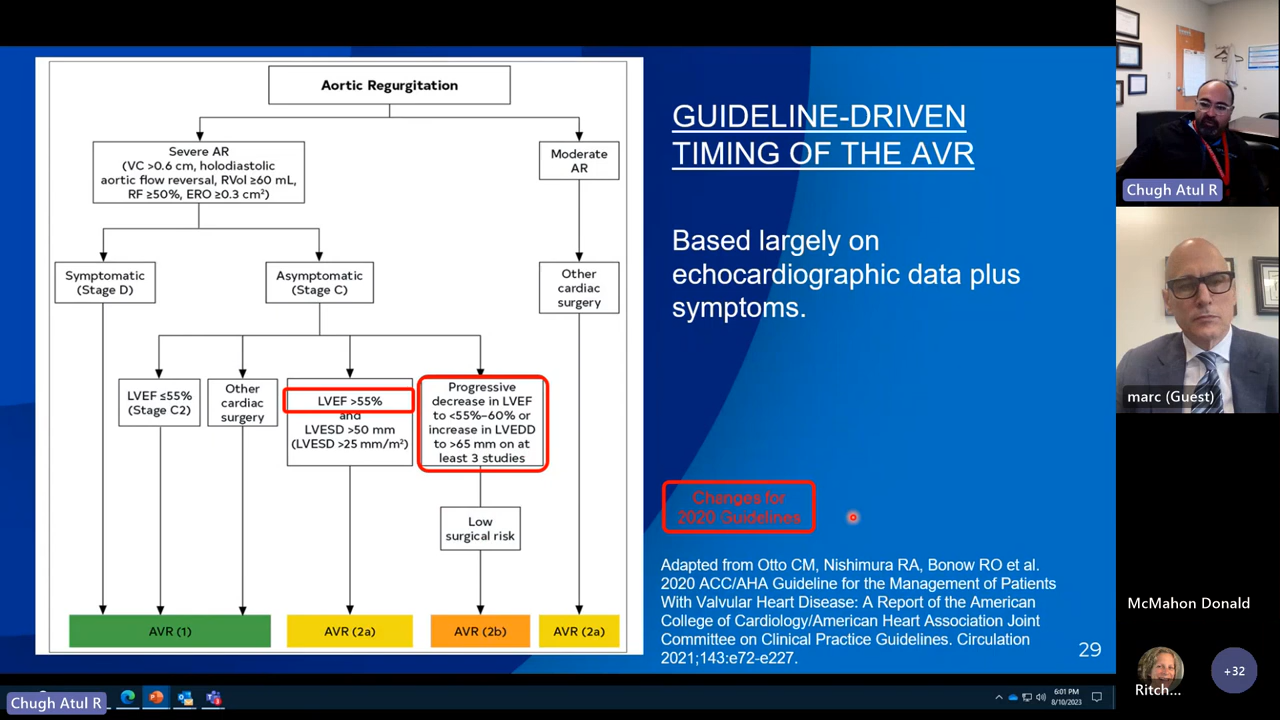 Aortic Regurgitation
Severe AR
(VC >0.6 cm, holodiastolic
aortic flow reversal, RVol ≥60 mL,
RF ≥50%, ERO ≥0.3 cm²)
Moderate
AR
Symptomatic
(Stage D)
Asymptomatic
(Stage C)
Other
cardiac
surgery
LVEF ≤55%
(Stage C2)
Other
cardiac
surgery
LVEF >55%
and
LVESD >50 mm
(LVESD >25 mm/m²)
Progressive
decrease in LVEF
to <55%–60% or
increase in LVEDD
to >65 mm on at
least 3 studies
Low
surgical risk
AVR (1)
AVR (2a)
AVR (2b)
AVR (2a)
GUIDELINE-DRIVEN
TIMING OF THE AVR
Based largely on
echocardiographic data plus
symptoms.
Changes for
2020 Guidelines
Adapted from Otto CM, Nishimura RA, Bonow RO et al.
2020 ACC/AHA Guideline for the Management of Patients
With Valvular Heart Disease: A Report of the American
College of Cardiology/American Heart Association Joint
Committee on Clinical Practice Guidelines. Circulation
2021;143:e72-e227.
29
Chugh Atul R
marc (Guest)
McMahon Donald
Ritch...
+32
Chugh Atul R
6:01 PM
8/10/2023